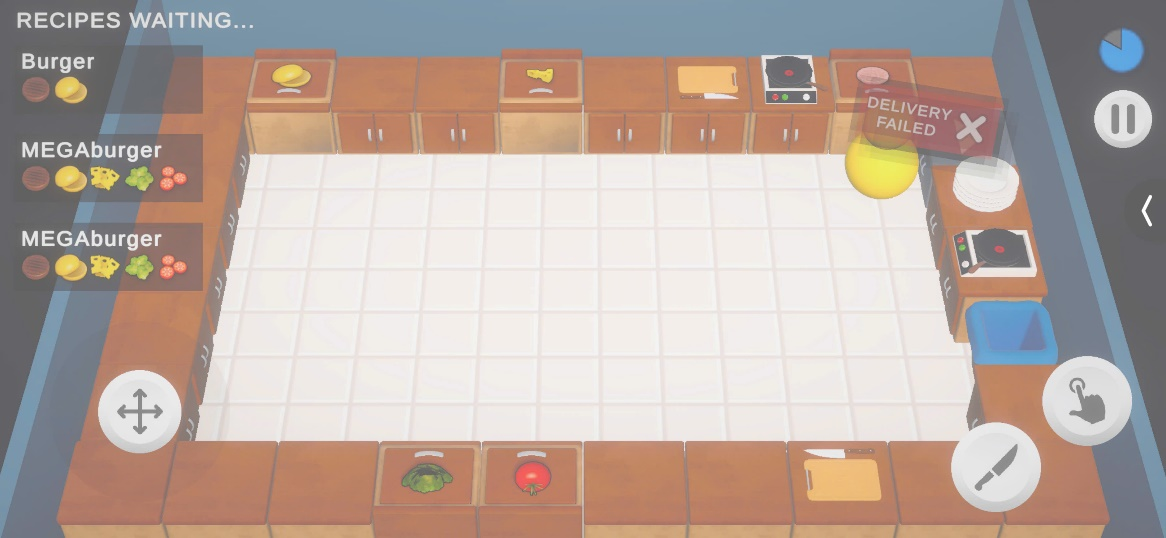 RECIPES WAITING...
Burger
MEGAburger
MEGAburger
DELIVERY
FAILED